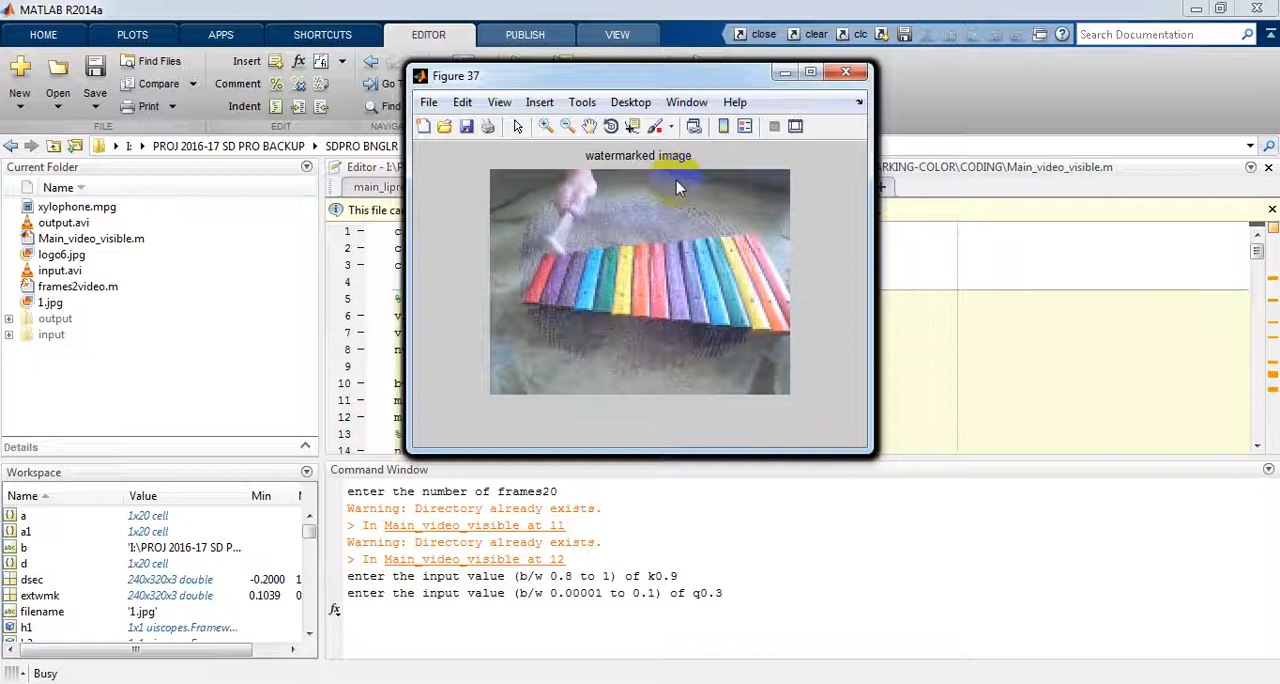 MATLAB R2014a
HOME PLOTS APPS SHORTCUTS EDITOR PUBLISH VIEW close clear clc Search Documentation
New Open Save Find Files Compare Print
Insert fx
Comment
Indent
Go T
Find
FILE EDIT
I: PROJ 2016-17 SD PRO BACKUP SDPRO BNGLR
Current Folder
Name
xylophone.mpg
output.avi
Main_video_visible.m
logo6.jpg
input.avi
frames2video.m
1.jpg
output
input
Details
Editor - I:\P
ARKING-COLOR\CODING\Main_video_visible.m
main_lipre
This file ca
1
2
3
4
5
6
7
8
9
10
11
12
13
14
Figure 37
File Edit View Insert Tools Desktop Window Help
watermarked image
Workspace
Name Value Min
a 1x20 cell
a1 1x20 cell
b 'I:\PROJ 2016-17 SD P...
d 1x20 cell
dsec 240x320x3 double -0.2000
extwmk 240x320x3 double 0.1039
filename '1.jpg'
h1 1x1 uiscopes.Framew...
Command Window
enter the number of frames20
Warning: Directory already exists.
> In Main_video_visible at 11
Warning: Directory already exists.
> In Main_video_visible at 12
enter the input value (b/w 0.8 to 1) of k0.9
enter the input value (b/w 0.00001 to 0.1) of q0.3
fx
Busy